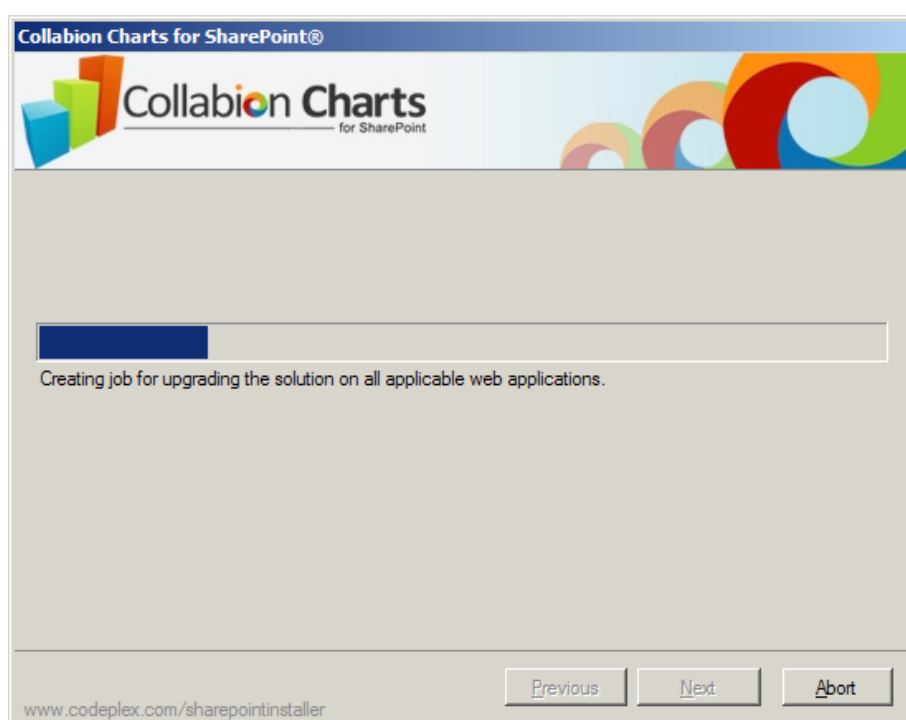 Collabion Charts for SharePoint®
Collabion Charts
for SharePoint
Creating job for upgrading the solution on all applicable web applications.
Previous
Next
Abort
www.codeplex.com/sharepointinstaller